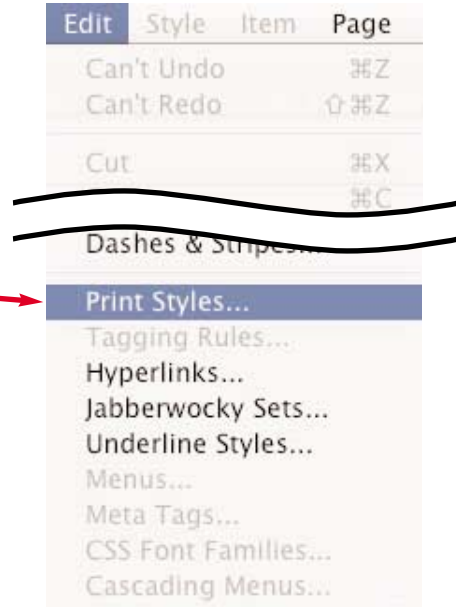 Edit Style Item Page
Can't Undo ⌘Z
Can't Redo ⇧⌘Z
Cut ⌘X
⌘C
Dashes & Stripes...
Print Styles...
Tagging Rules...
Hyperlinks...
Jabberwocky Sets...
Underline Styles...
Menus...
Meta Tags...
CSS Font Families...
Cascading Menus...